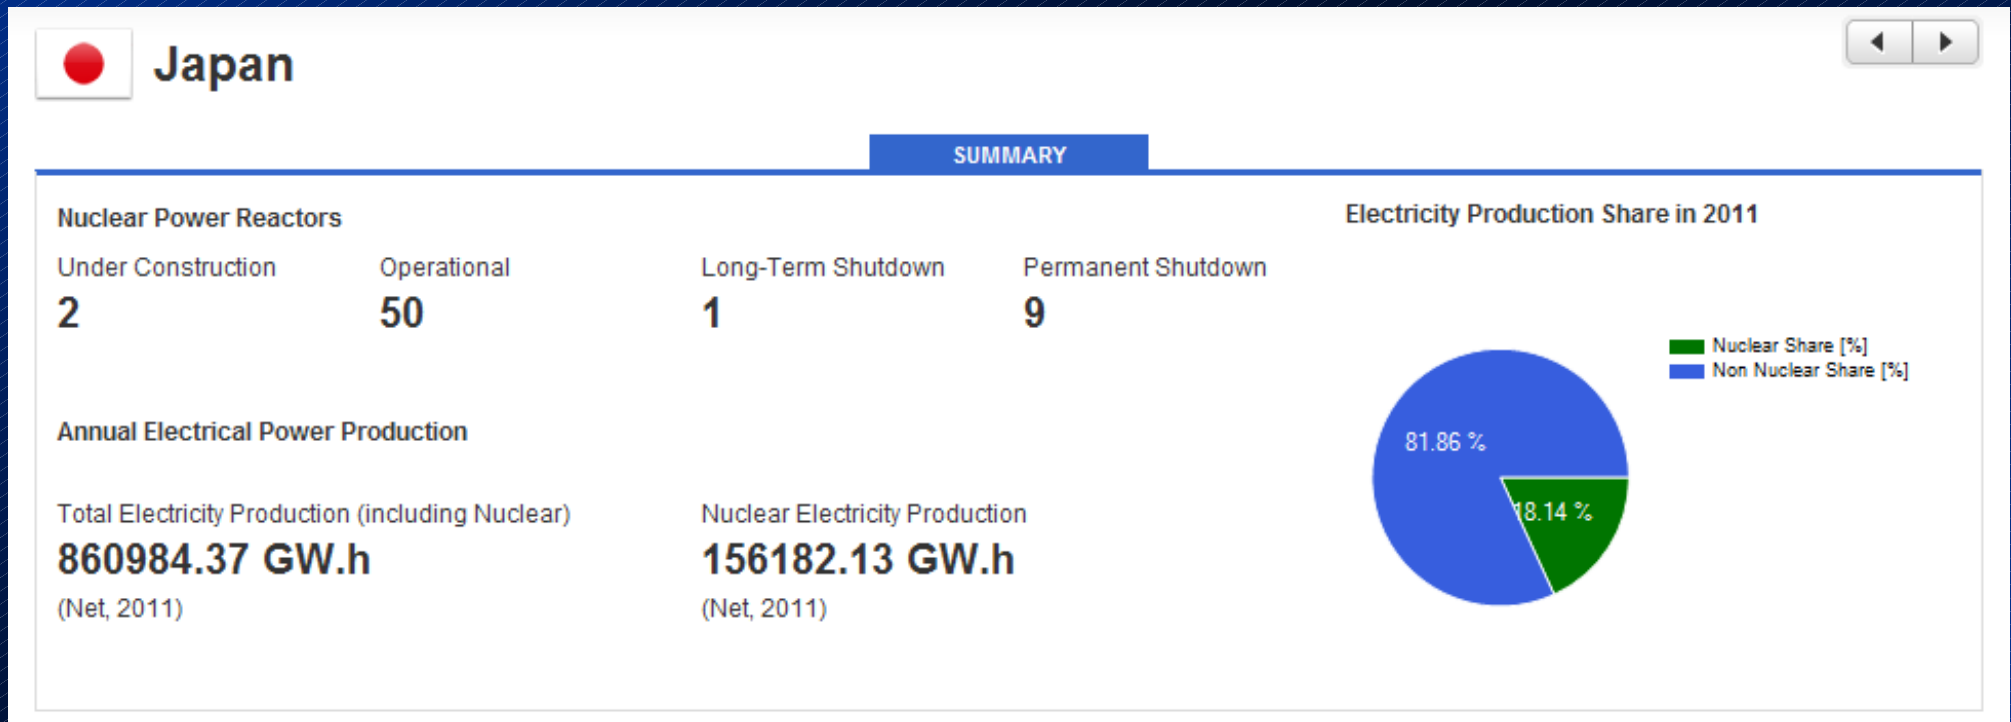 Japan
SUMMARY
Nuclear Power Reactors
Under Construction
2
Operational
50
Long-Term Shutdown
1
Permanent Shutdown
9
Annual Electrical Power Production
Total Electricity Production (including Nuclear)
860984.37 GW.h
(Net, 2011)
Nuclear Electricity Production
156182.13 GW.h
(Net, 2011)
Electricity Production Share in 2011
Nuclear Share [%]
Non Nuclear Share [%]
81.86 %
18.14 %